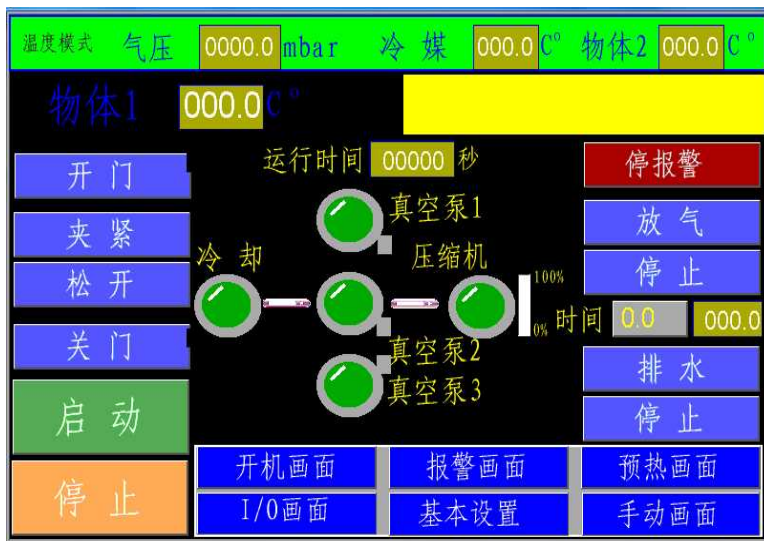 温度模式 气压 0000.0 mbar 冷 媒 000.0 C° 物体2 000.0 C°
物体1 000.0 C°
运行时间 00000 秒 停报警
开 门
真空泵1 放 气
夹 紧
冷 却 压缩机 停 止
松 开 100%
0% 时间 0.0 000.0
关 门 真空泵2 排 水
真空泵3
启 动 停 止
开机画面 报警画面 预热画面
停 止 I/O画面 基本设置 手动画面